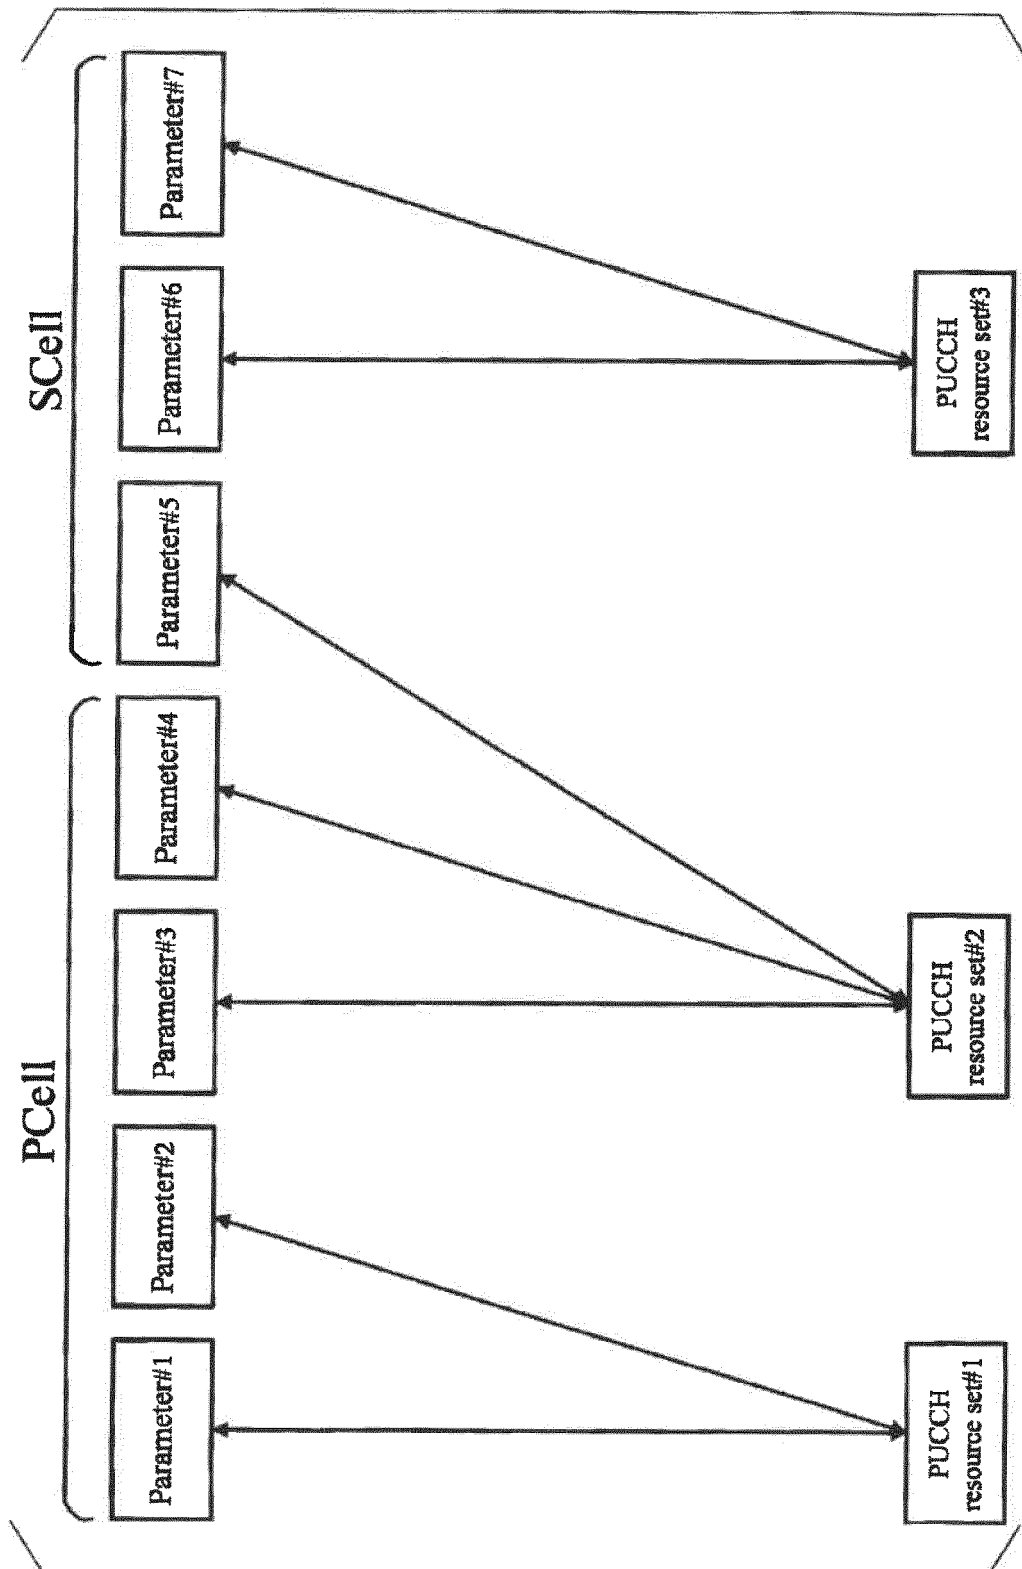 PCell
SCell
Parameter#1
Parameter#2
Parameter#3
Parameter#4
Parameter#5
Parameter#6
Parameter#7
PUCCH
resource set#1
PUCCH
resource set#2
PUCCH
resource set#3